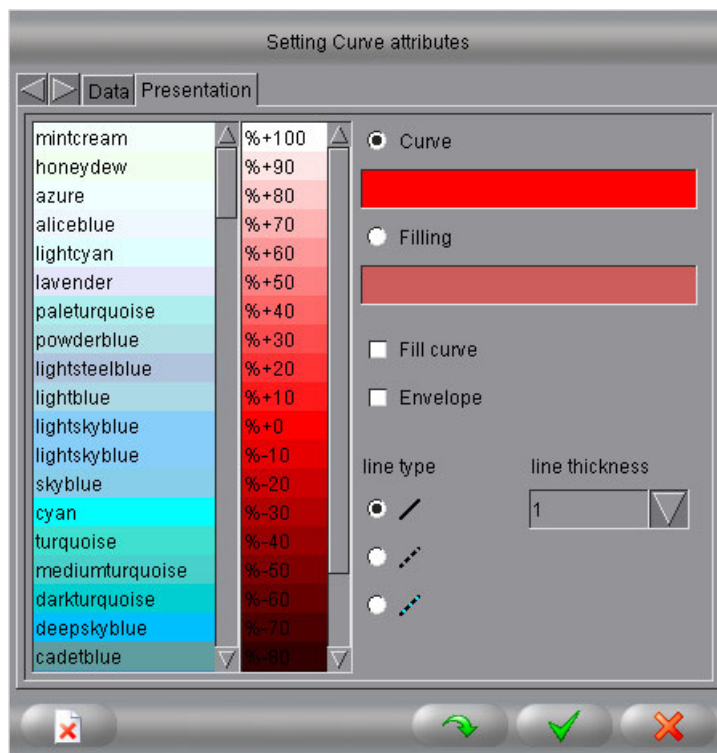 Setting Curve attributes
Data
Presentation
mintcream
honeydew
azure
aliceblue
lightcyan
lavender
paleturquoise
powderblue
lightsteelblue
lightblue
lightskyblue
lightskyblue
skyblue
cyan
turquoise
mediumturquoise
darkturquoise
deepskyblue
cadetblue
%+100
%+90
%+80
%+70
%+60
%+50
%+40
%+30
%+20
%+10
%+0
%-10
%-20
%-30
%-40
%-50
%-60
%-70
%-80
Curve
Filling
Fill curve
Envelope
line type
line thickness
1